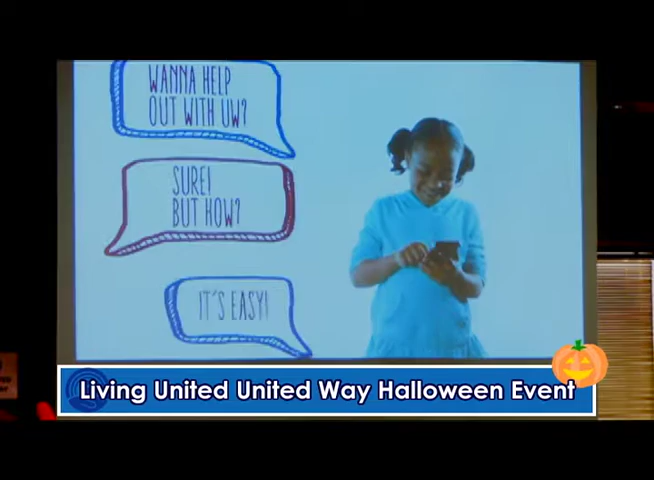 WANNA HELP
OUT WITH UW?
SURE!
BUT HOW?
IT'S EASY!
Living United United Way Halloween Event